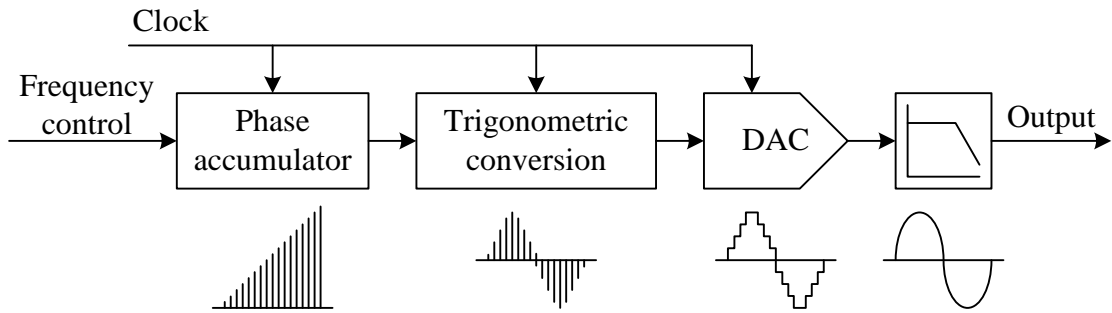 Clock
Frequency
control
Phase
accumulator
Trigonometric
conversion
DAC
Output